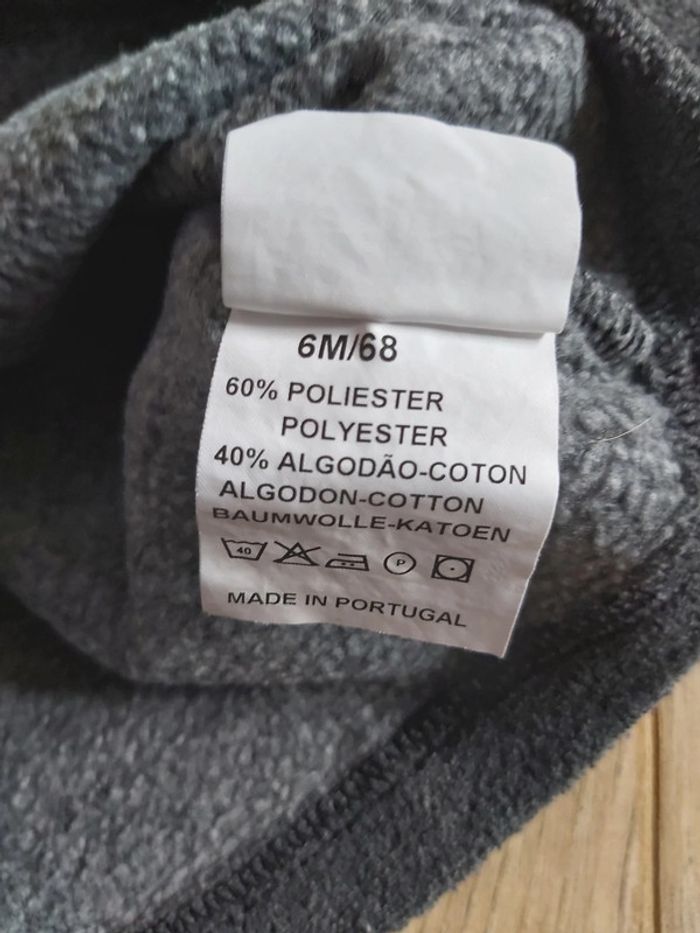 6M/68
60% POLIESTER
POLYESTER
40% ALGODÃO-COTON
ALGODON-COTTON
BAUMWOLLE-KATOEN
40 P
MADE IN PORTUGAL